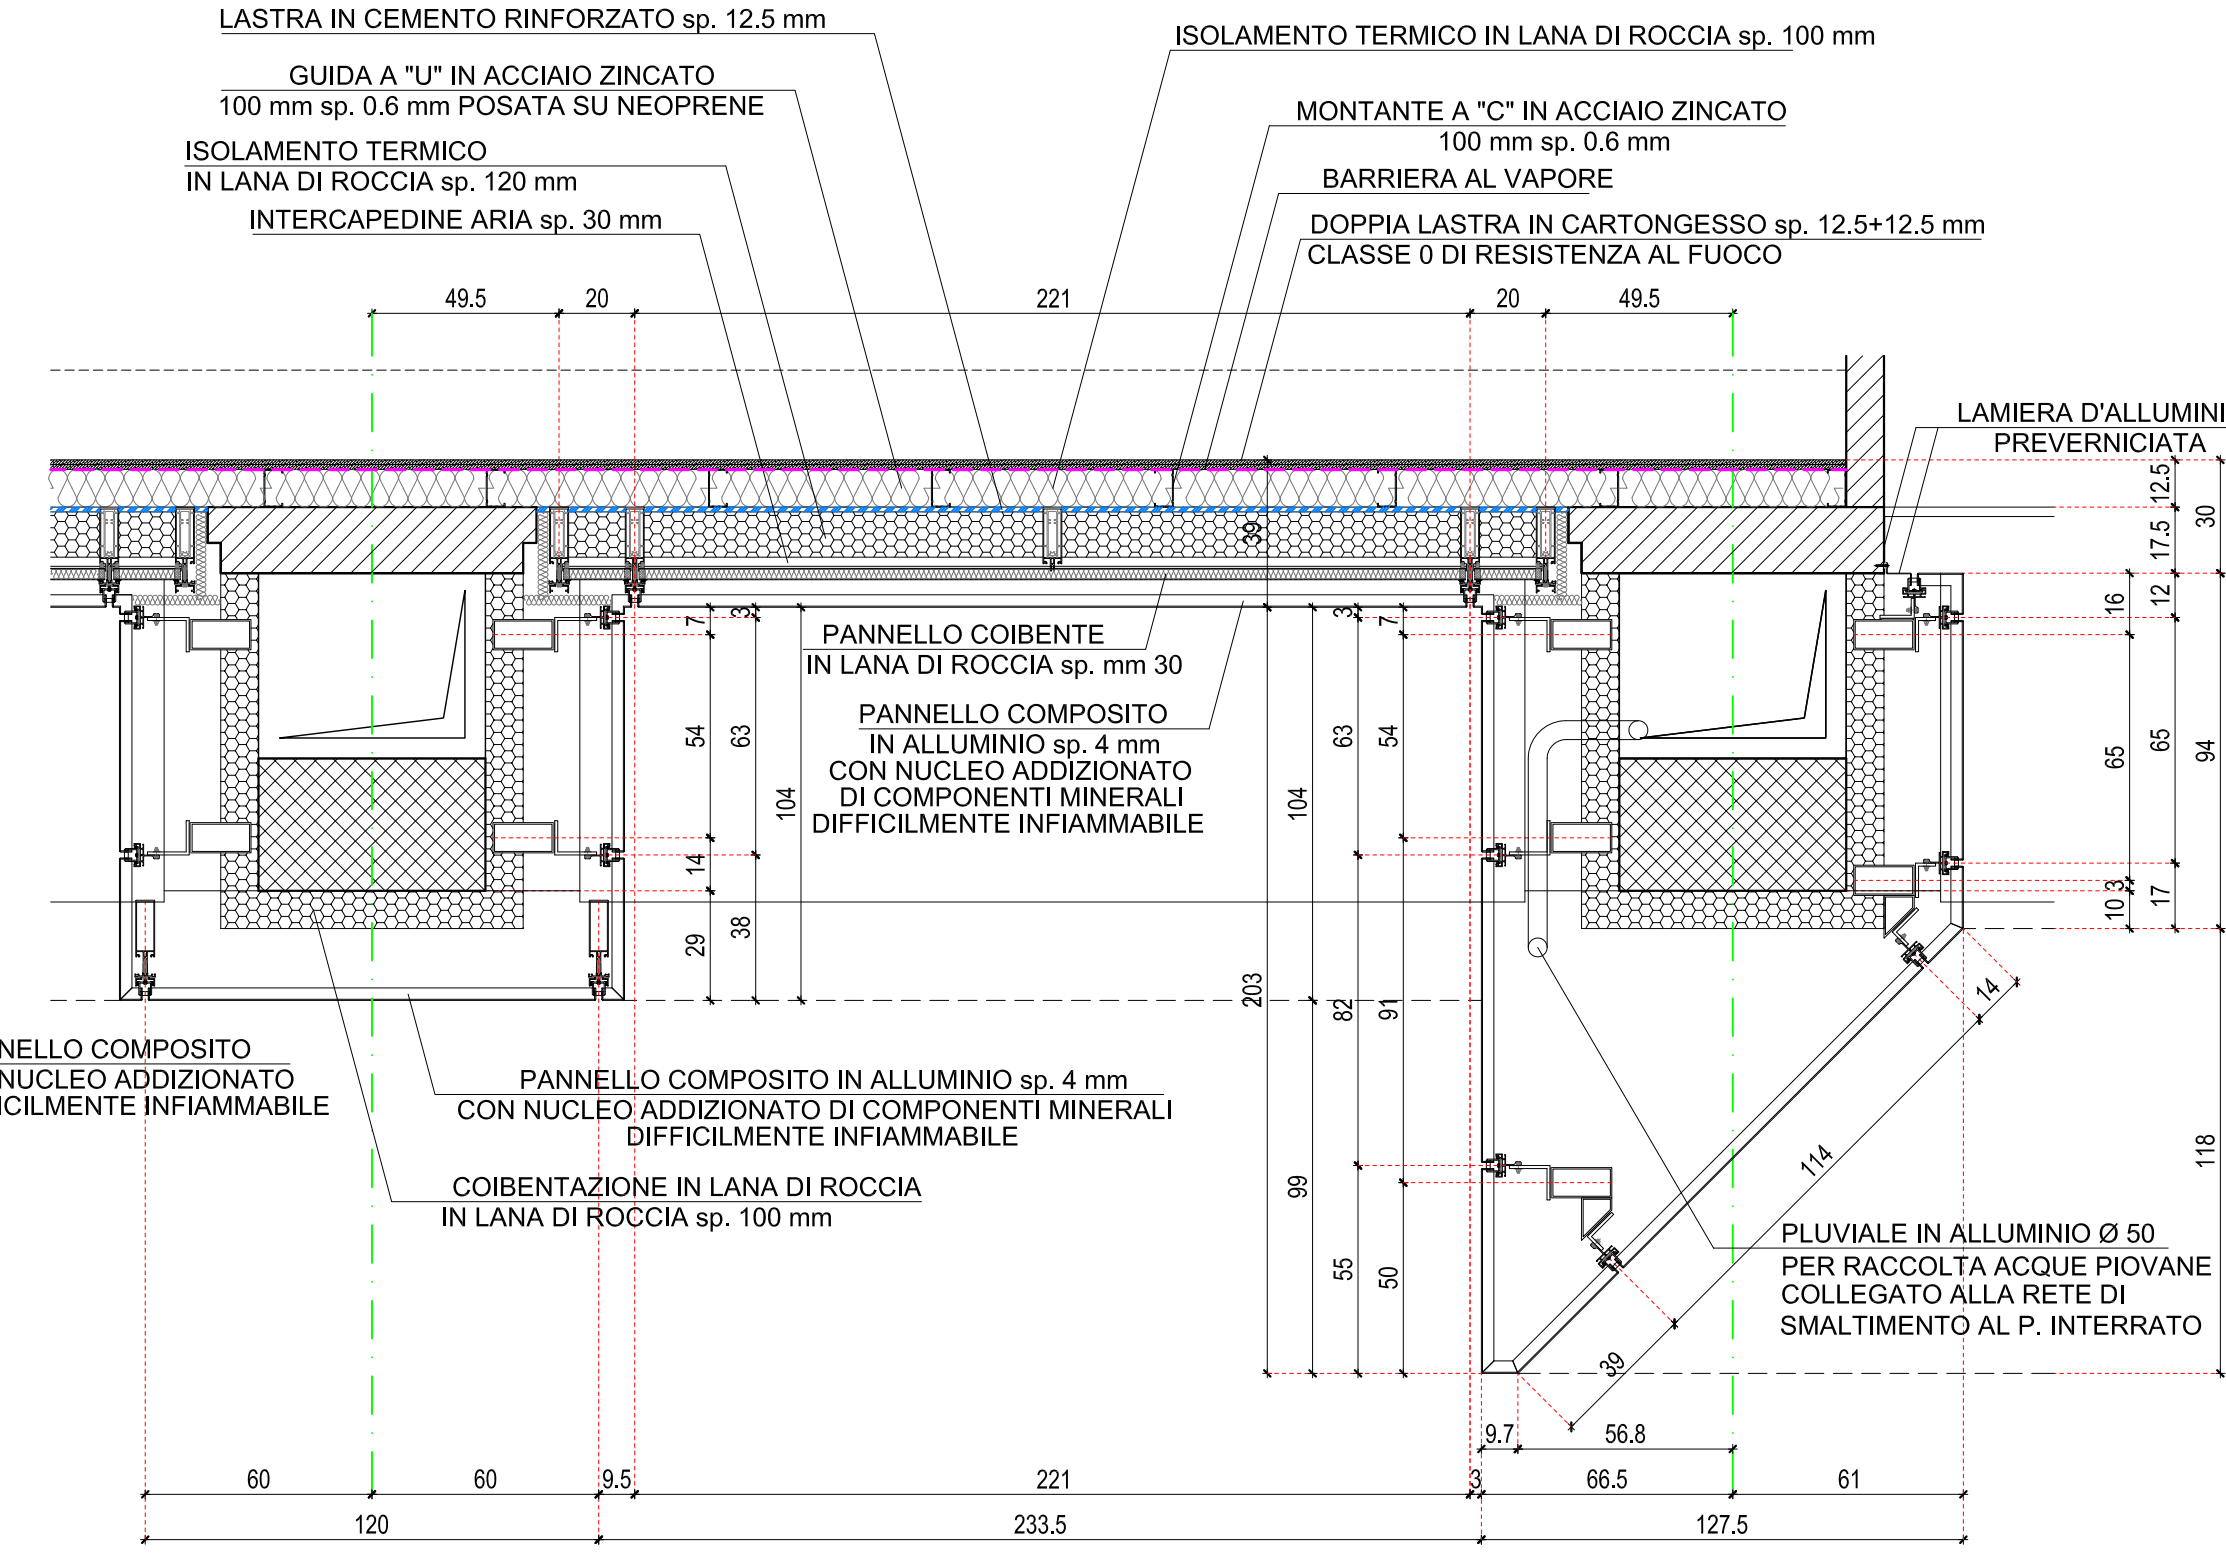 LASTRA IN CEMENTO RINFORZATO sp. 12.5 mm
ISOLAMENTO TERMICO IN LANA DI ROCCIA sp. 100 mm
GUIDA A "U" IN ACCIAIO ZINCATO
100 mm sp. 0.6 mm POSATA SU NEOPRENE
MONTANTE A "C" IN ACCIAIO ZINCATO
100 mm sp. 0.6 mm
ISOLAMENTO TERMICO
IN LANA DI ROCCIA sp. 120 mm
BARRIERA AL VAPORE
INTERCAPEDINE ARIA sp. 30 mm
DOPPIA LASTRA IN CARTONGESSO sp. 12.5+12.5 mm
CLASSE 0 DI RESISTENZA AL FUOCO
49.5 20 221 20 49.5
LAMIERA D'ALLUMINI
PREVERNICIATA
12.5
17.5
30
39
12
16
65
65
94
3
10
17
118
3
7
54
63
104
14
38
29
PANNELLO COIBENTE
IN LANA DI ROCCIA sp. mm 30
PANNELLO COMPOSITO
IN ALLUMINIO sp. 4 mm
CON NUCLEO ADDIZIONATO
DI COMPONENTI MINERALI
DIFFICILMENTE INFIAMMABILE
3
7
63
54
104
203
82
91
99
55
50
14
114
39
NELLO COMPOSITO
NUCLEO ADDIZIONATO
ICILMENTE INFIAMMABILE
PANNELLO COMPOSITO IN ALLUMINIO sp. 4 mm
CON NUCLEO ADDIZIONATO DI COMPONENTI MINERALI
DIFFICILMENTE INFIAMMABILE
COIBENTAZIONE IN LANA DI ROCCIA
IN LANA DI ROCCIA sp. 100 mm
PLUVIALE IN ALLUMINIO Ø 50
PER RACCOLTA ACQUE PIOVANE
COLLEGATO ALLA RETE DI
SMALTIMENTO AL P. INTERRATO
9.7 56.8
60 60 9.5 221 3 66.5 61
120 233.5 127.5